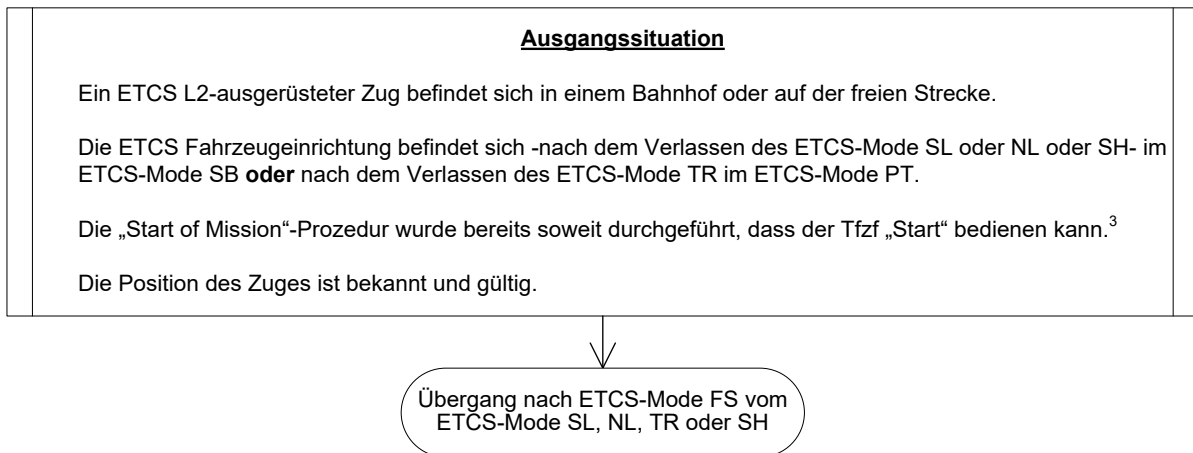 Ausgangssituation
Ein ETCS L2-ausgerüsteter Zug befindet sich in einem Bahnhof oder auf der freien Strecke.
Die ETCS Fahrzeugeinrichtung befindet sich -nach dem Verlassen des ETCS-Mode SL oder NL oder SH- im
ETCS-Mode SB oder nach dem Verlassen des ETCS-Mode TR im ETCS-Mode PT.
Die „Start of Mission“-Prozedur wurde bereits soweit durchgeführt, dass der Tfzf „Start“ bedienen kann.3
Die Position des Zuges ist bekannt und gültig.
Übergang nach ETCS-Mode FS vom
ETCS-Mode SL, NL, TR oder SH